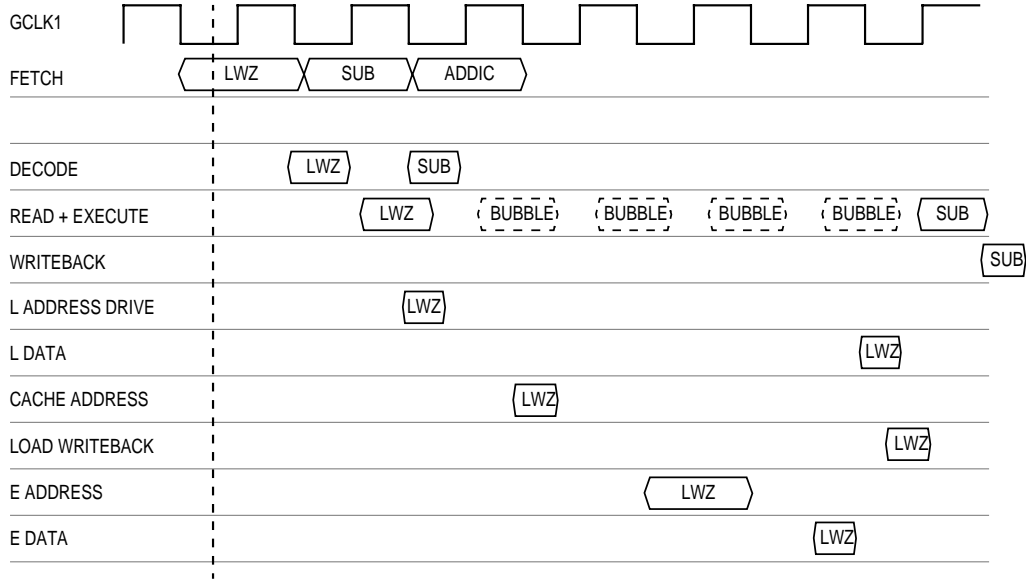 GCLK1
FETCH LWZ SUB ADDIC
DECODE LWZ SUB
READ + EXECUTE LWZ BUBBLE BUBBLE BUBBLE BUBBLE SUB
WRITEBACK SUB
L ADDRESS DRIVE LWZ
L DATA LWZ
CACHE ADDRESS LWZ
LOAD WRITEBACK LWZ
E ADDRESS LWZ
E DATA LWZ